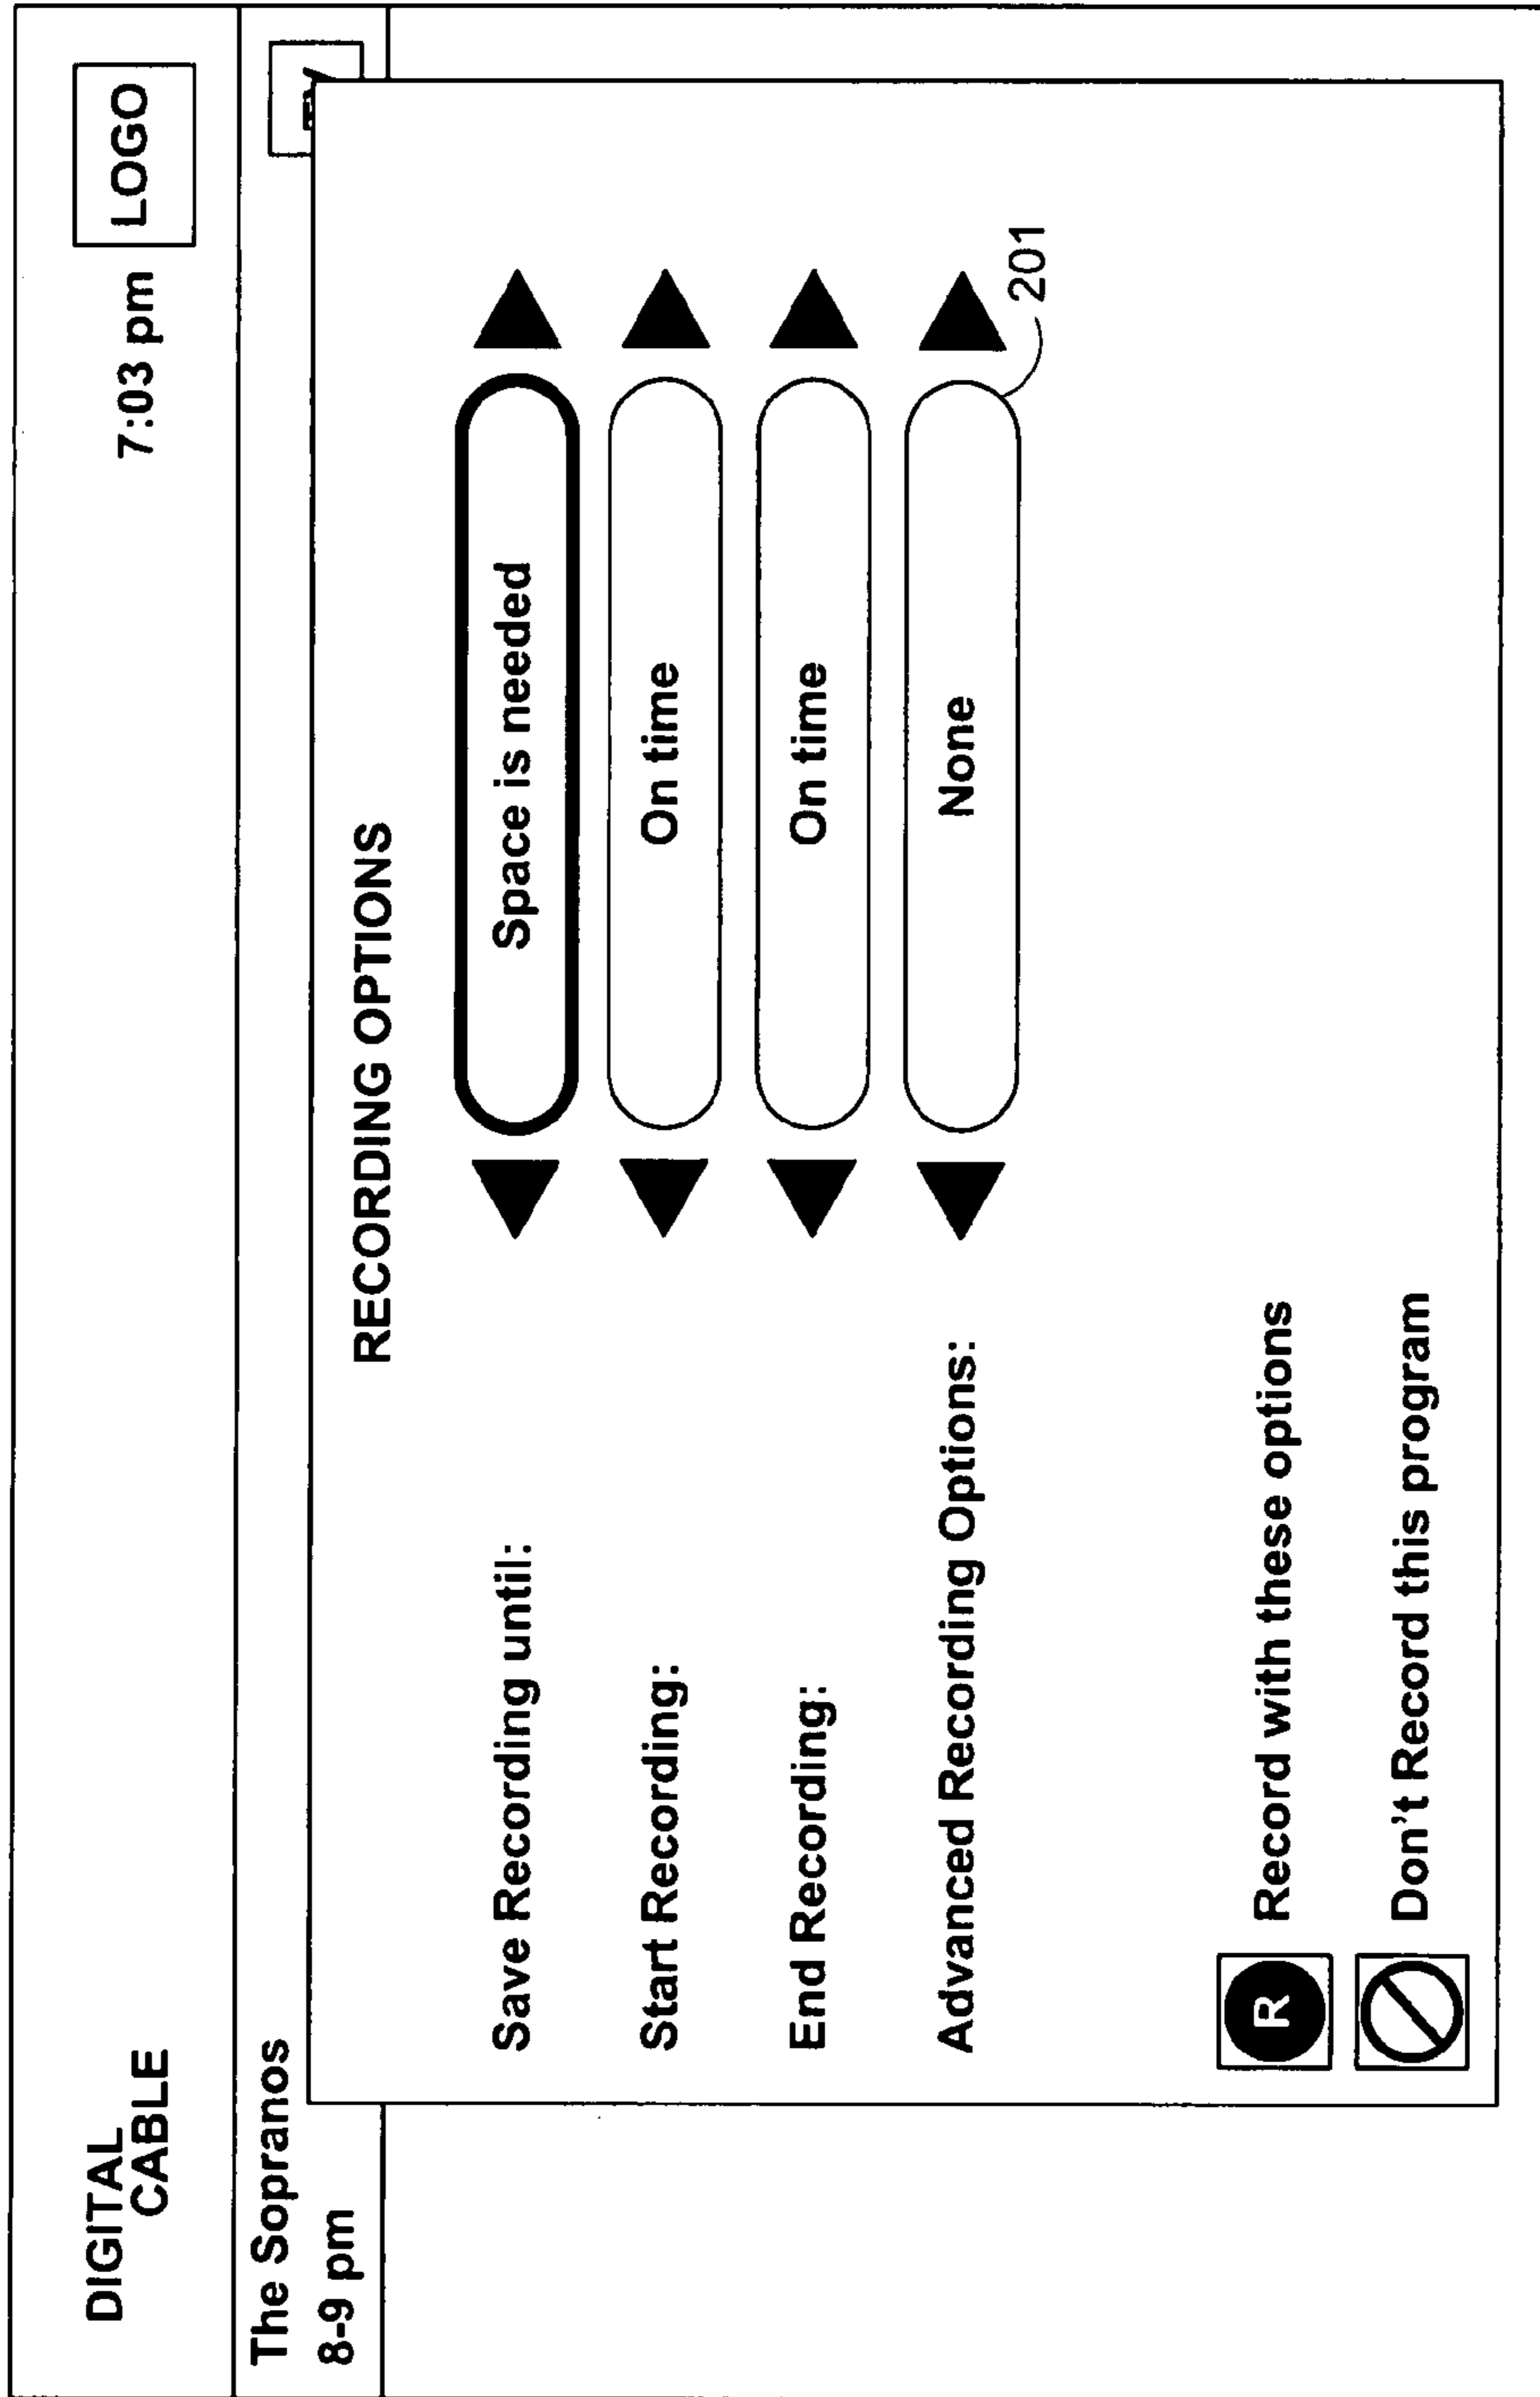 DIGITAL
CABLE
7:03 pm
LOGO
The Sopranos
8-9 pm
RECORDING OPTIONS
Save Recording until:
Space is needed
Start Recording:
On time
End Recording:
On time
Advanced Recording Options:
None
201
R
Record with these options
Don't Record this program